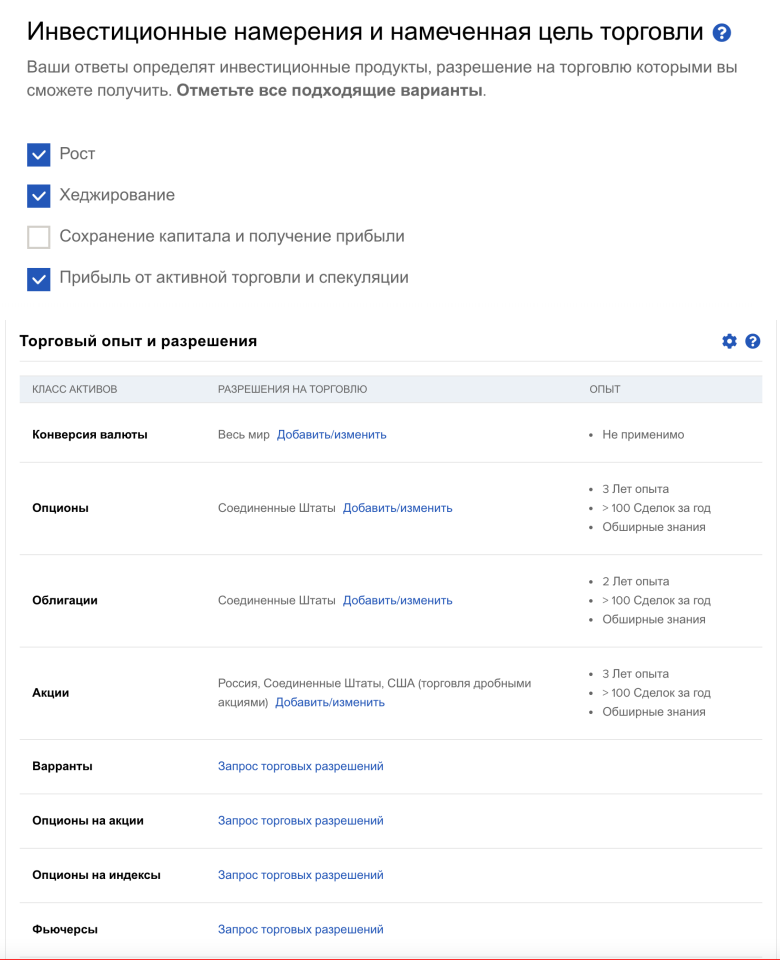 Инвестиционные намерения и намеченная цель торговли ?
Ваши ответы определят инвестиционные продукты, разрешение на торговлю которыми вы
сможете получить. Отметьте все подходящие варианты.
Рост
Хеджирование
Сохранение капитала и получение прибыли
Прибыль от активной торговли и спекуляции
Торговый опыт и разрешения ?
КЛАСС АКТИВОВ РАЗРЕШЕНИЯ НА ТОРГОВЛЮ ОПЫТ
Конверсия валюты Весь мир Добавить/изменить • Не применимо
• 3 Лет опыта
Опционы Соединенные Штаты Добавить/изменить • > 100 Сделок за год
• Обширные знания
• 2 Лет опыта
Облигации Соединенные Штаты Добавить/изменить • > 100 Сделок за год
• Обширные знания
• 3 Лет опыта
Россия, Соединенные Штаты, США (торговля дробными
Акции акциями) Добавить/изменить • > 100 Сделок за год
• Обширные знания
Варранты Запрос торговых разрешений
Опционы на акции Запрос торговых разрешений
Опционы на индексы Запрос торговых разрешений
Фьючерсы Запрос торговых разрешений